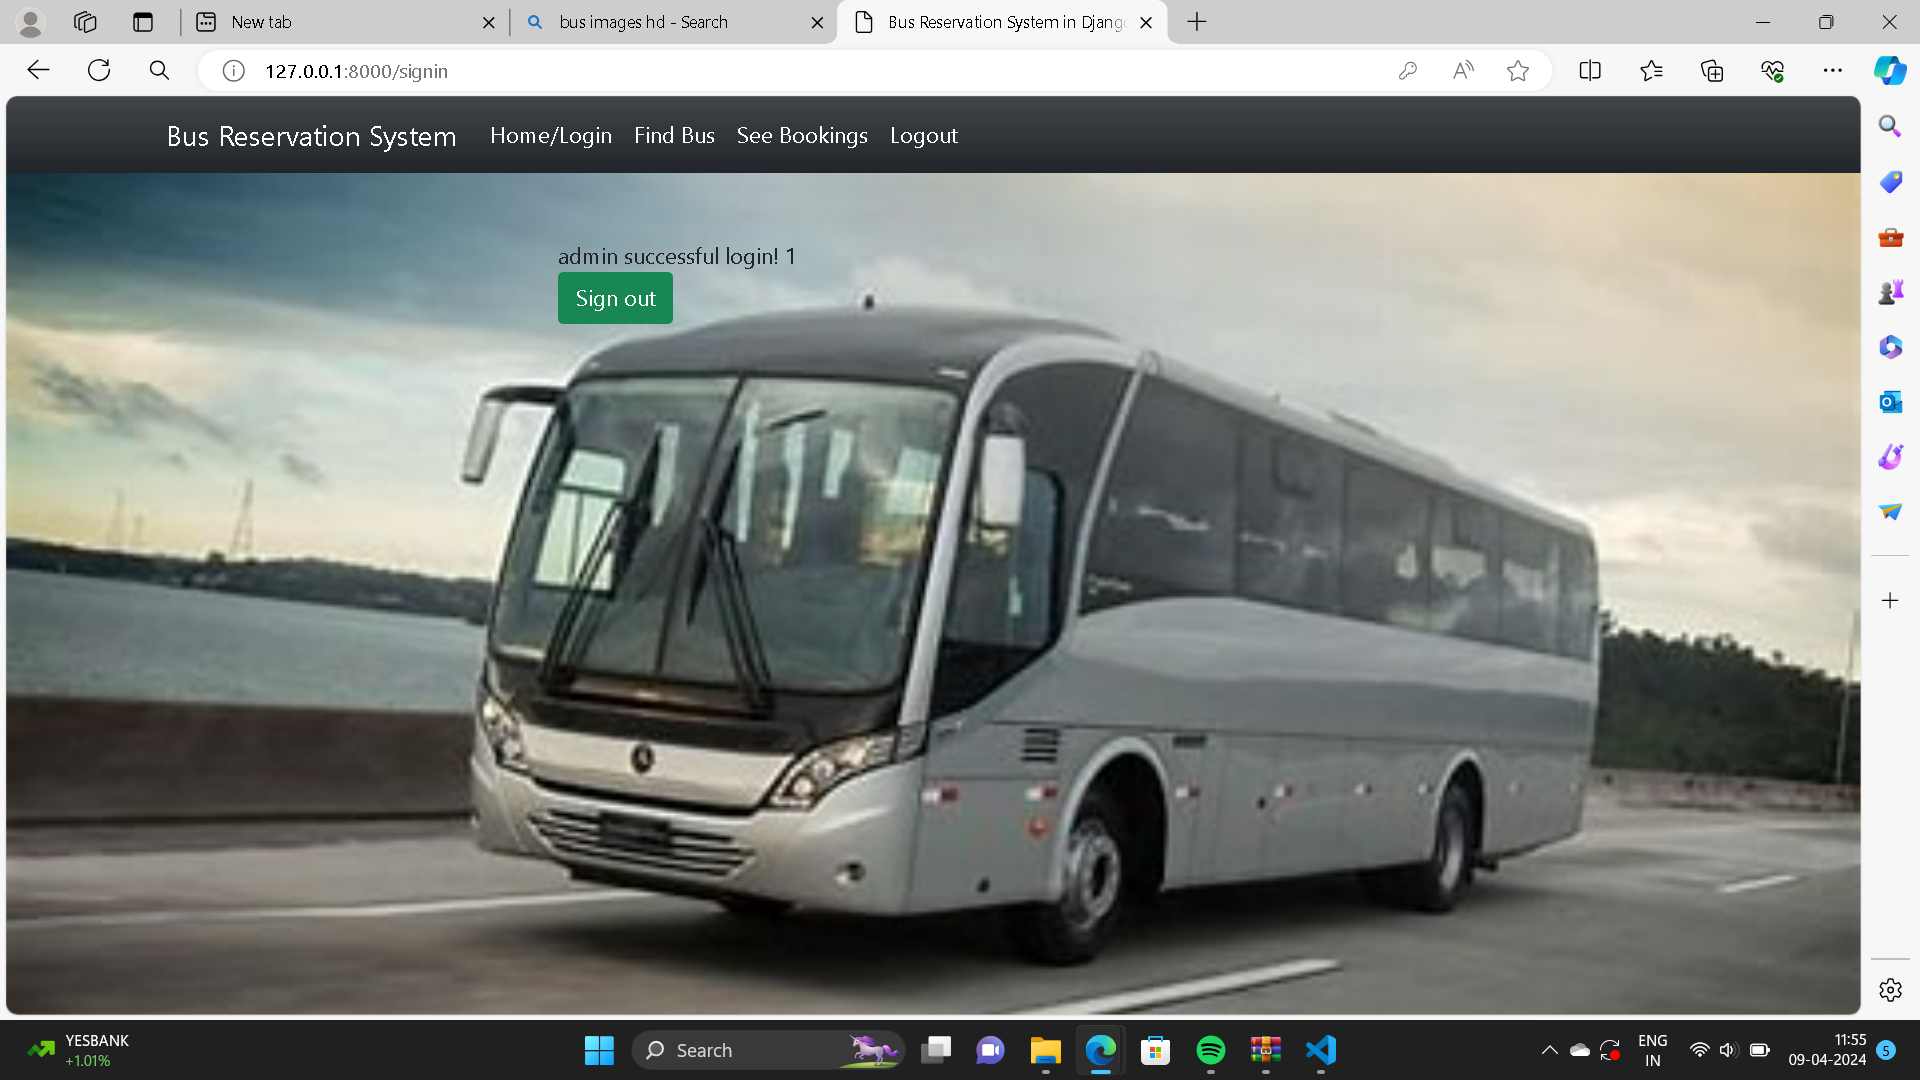 New tab
bus images hd - Search
Bus Reservation System in Djang
127.0.0.1:8000/signin
Bus Reservation System
Home/Login
Find Bus
See Bookings
Logout
admin successful login! 1
Sign out
YESBANK
+1.01%
Search
ENG
IN
11:55
09-04-2024
5